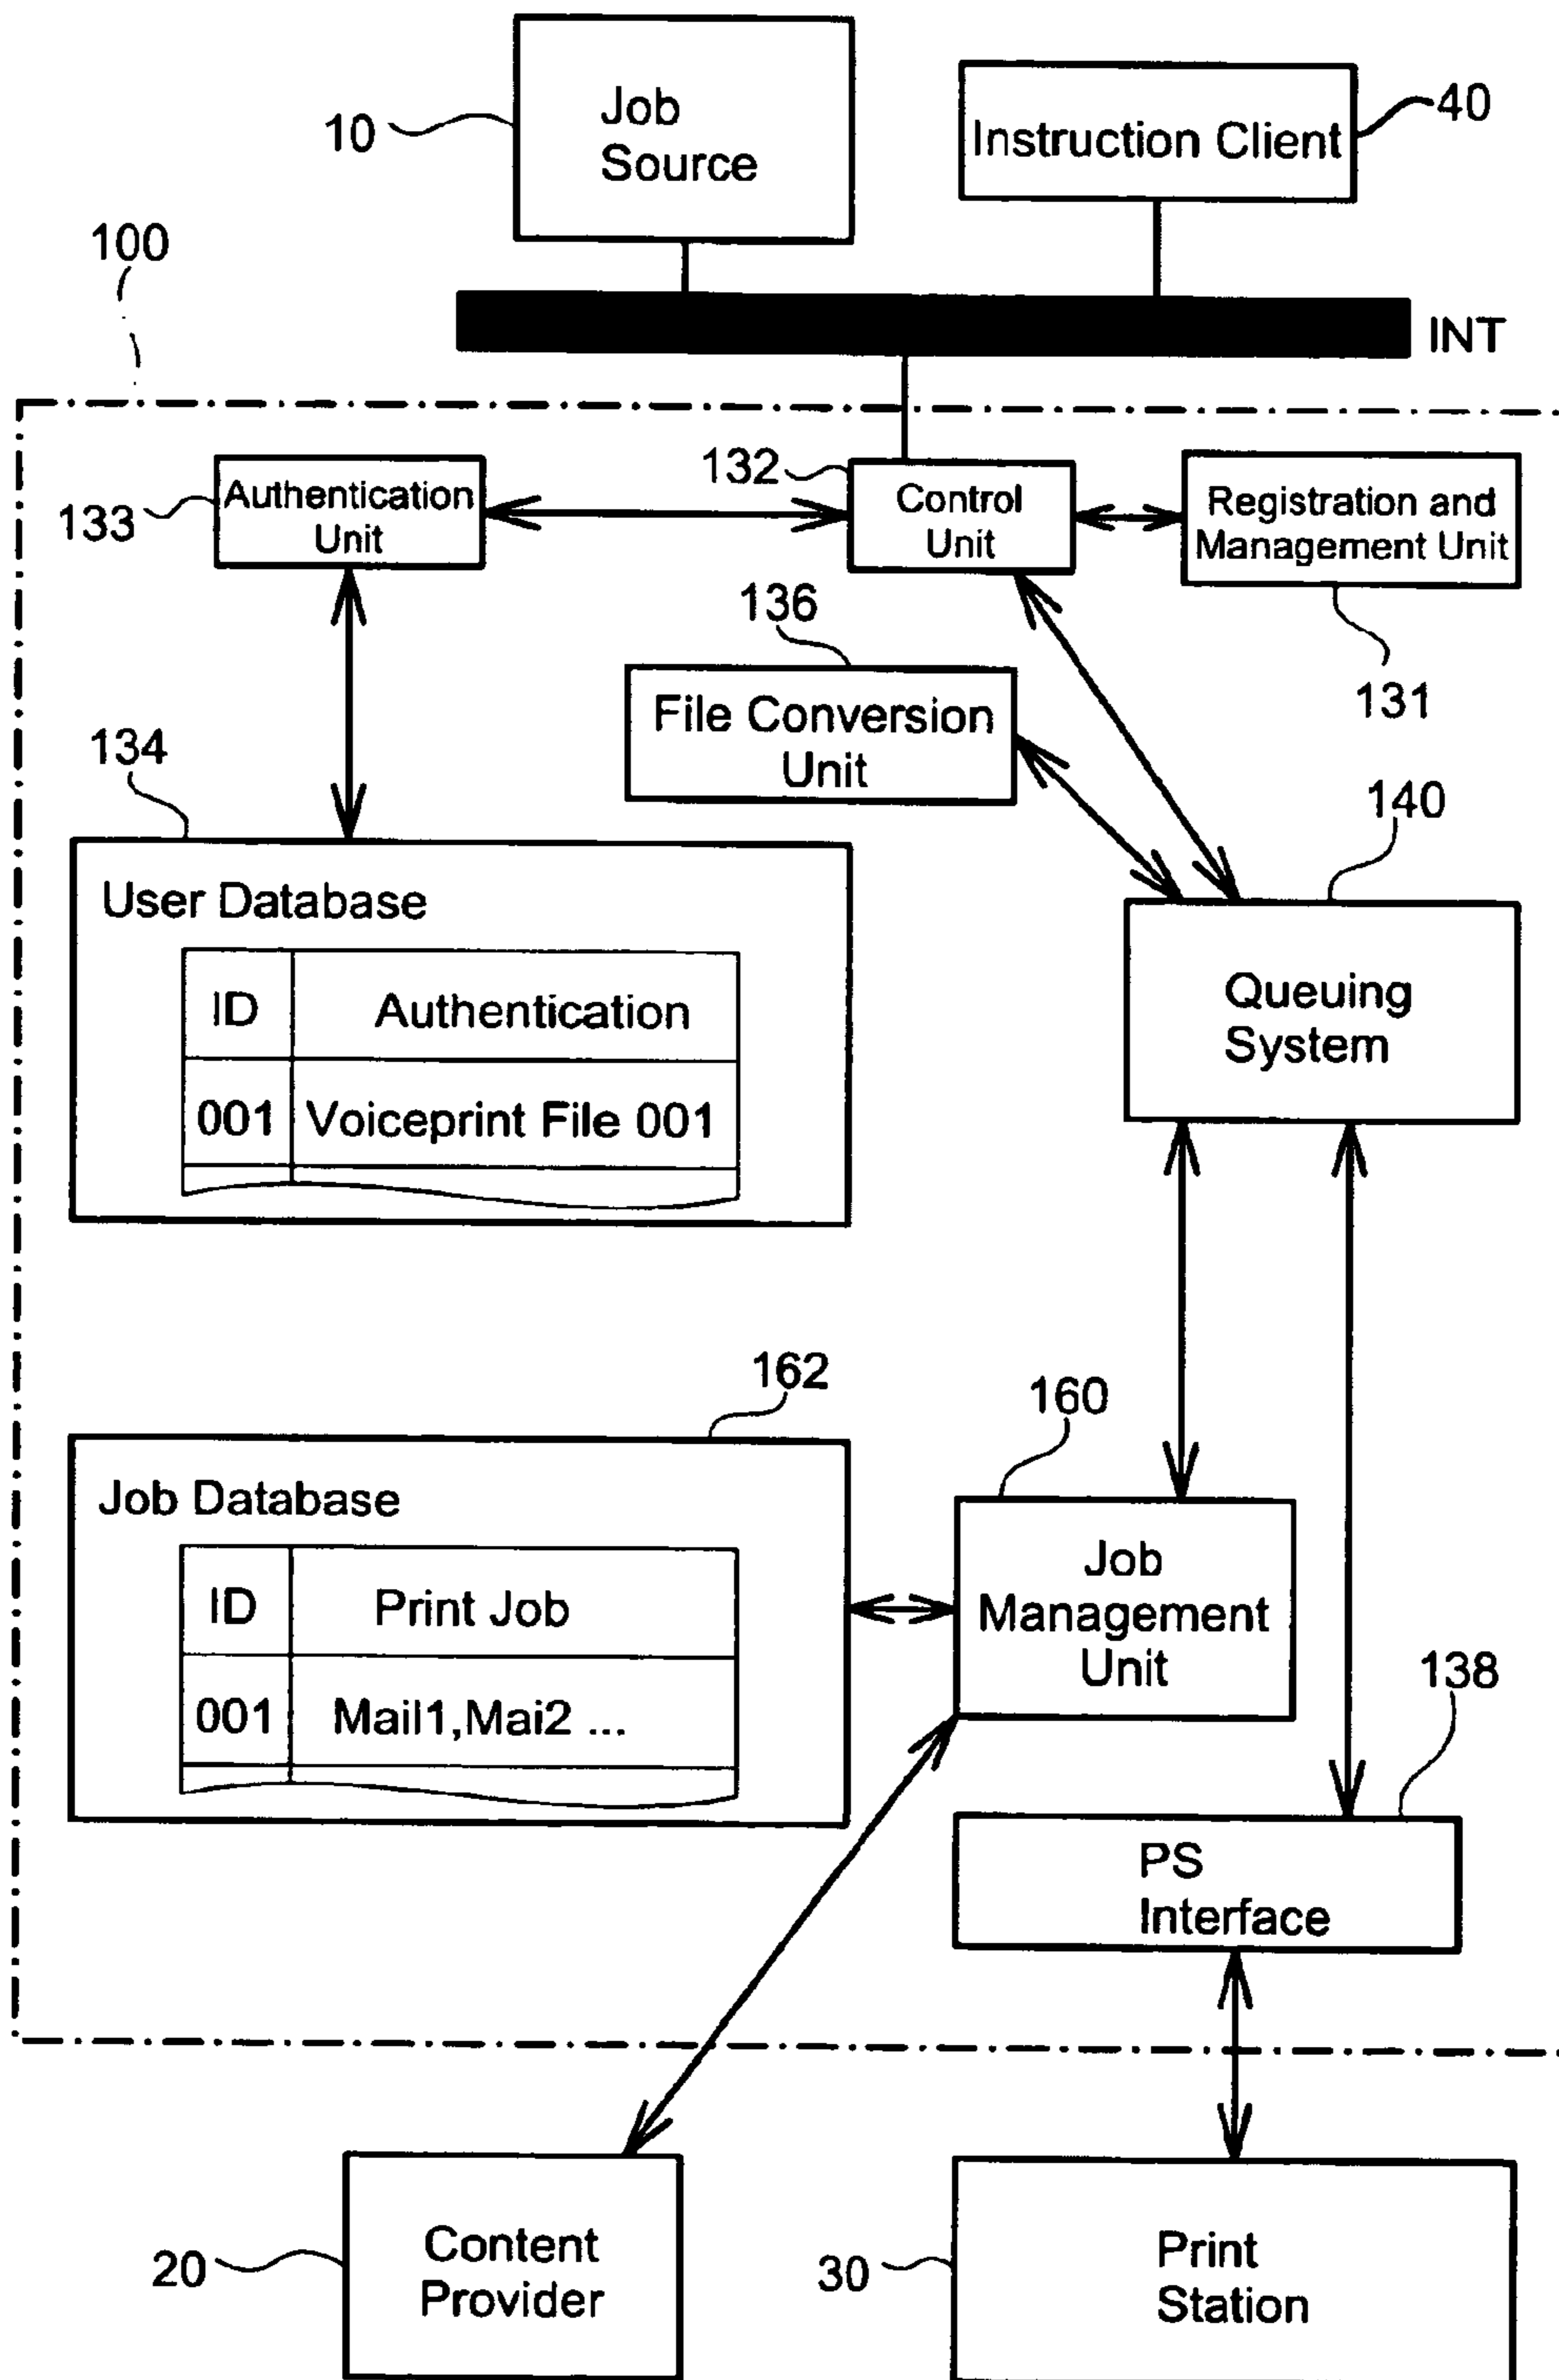 Job
Source
10
Instruction Client
40
100
INT
133
Authentication
Unit
132
Control
Unit
Registration and
Management Unit
131
136
File Conversion
Unit
134
User Database
ID Authentication
001 Voiceprint File 001
140
Queuing
System
162
Job Database
ID Print Job
001 Mail1,Mai2 ...
160
Job
Management
Unit
138
PS
Interface
20
Content
Provider
30
Print
Station